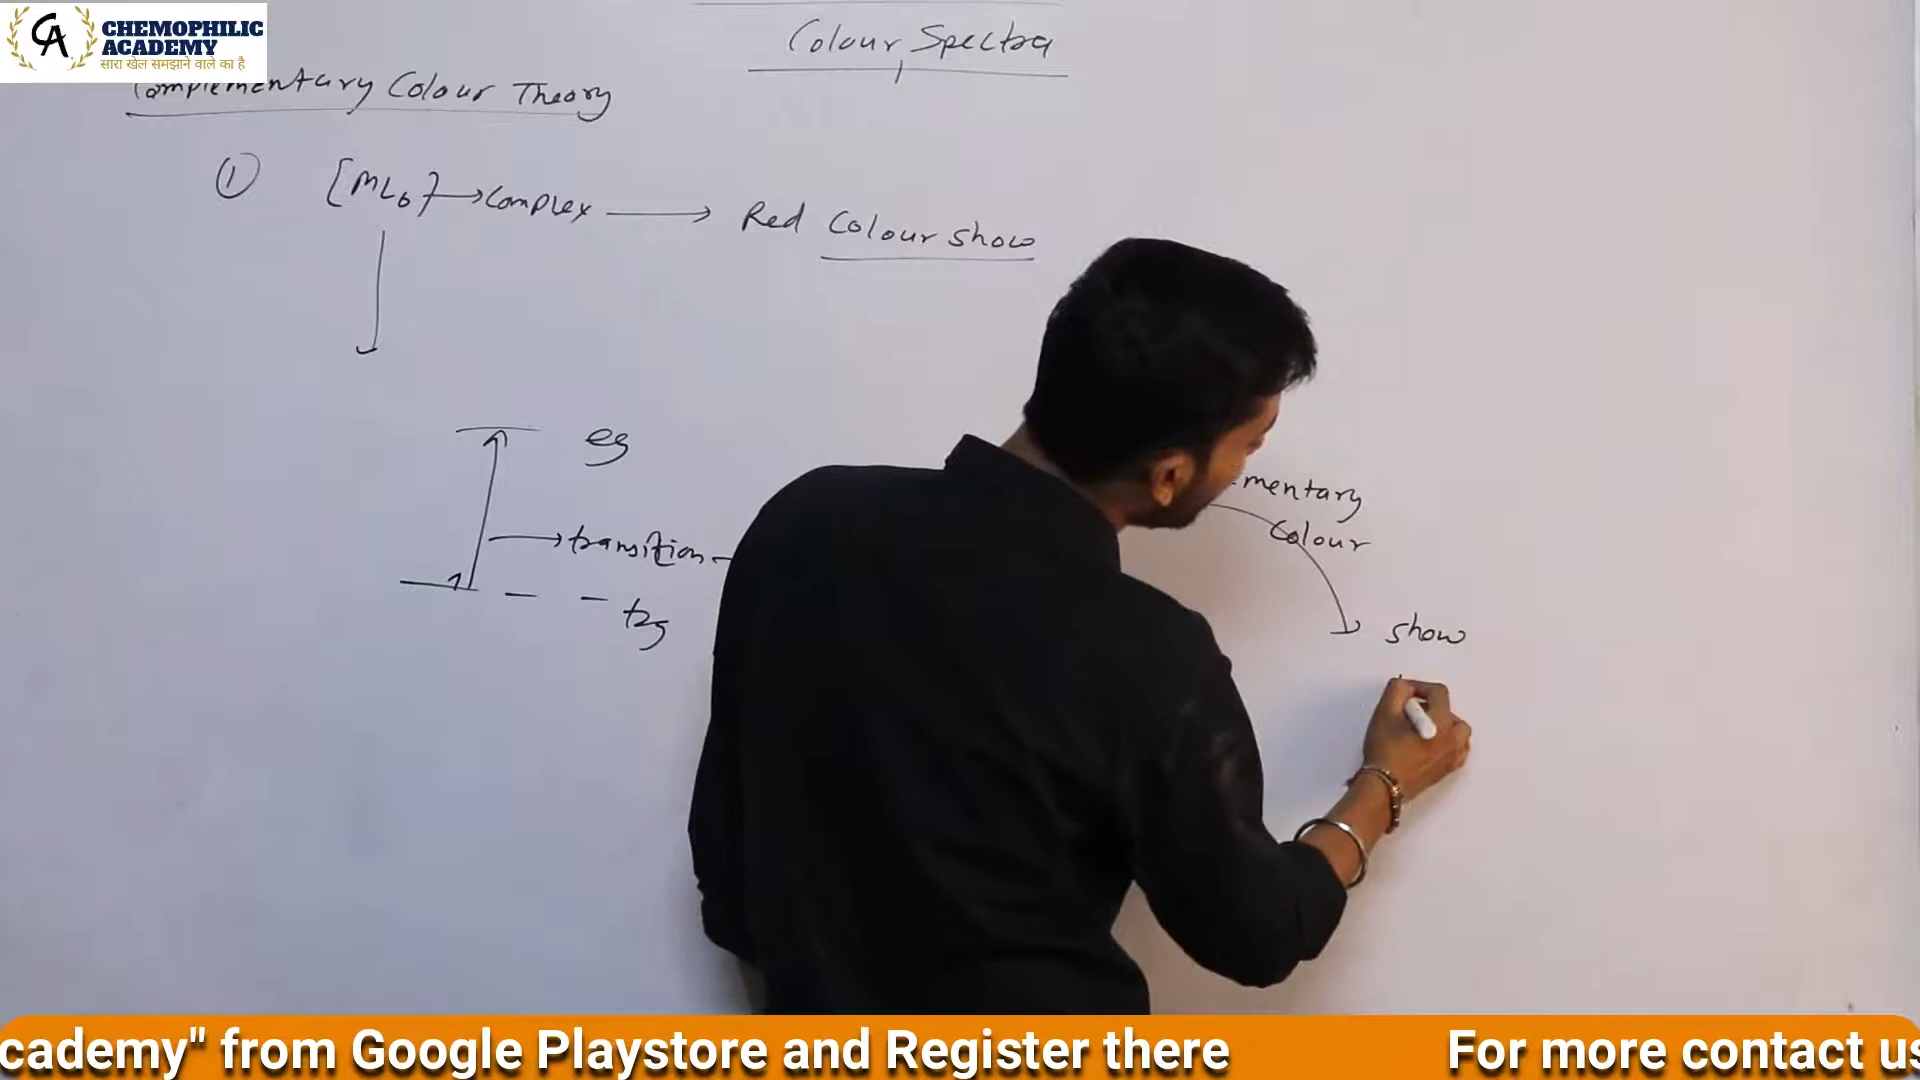 CHEMOPHILIC
ACADEMY
सारा खेल समझाने वाले का है
Colour Spectra
Complementary Colour Theory
① [ML6] → Complex → Red Colour show
eg
transition
t2g
mentary
Colour
show
cademy" from Google Playstore and Register there
For more contact us